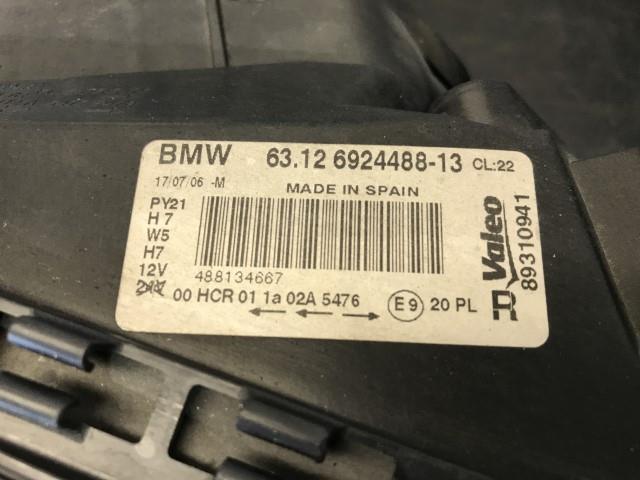 BMW 63.12 6924488-13 CL:22
17/07/06 -M
MADE IN SPAIN
PY21
H7
W5
H7
12V
488134667
00 HCR 01 1a 02A 5476 E9 20 PL
Valeo
89310941